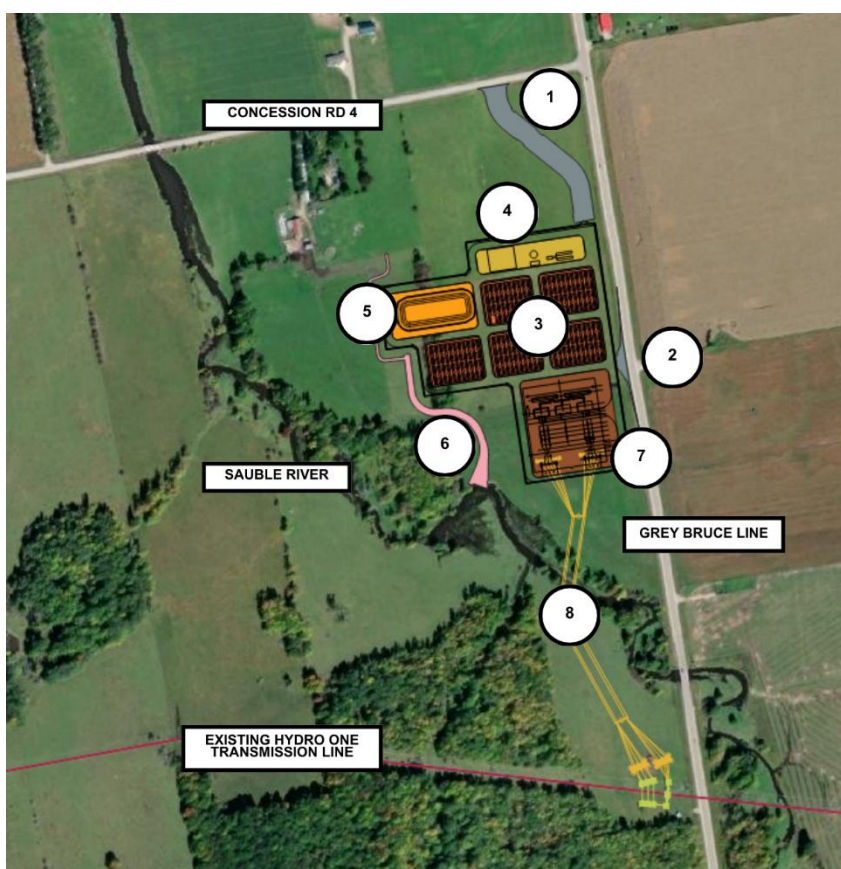 1
CONCESSION RD 4
4
5
3
2
6
7
SAUBLE RIVER
GREY BRUCE LINE
8
EXISTING HYDRO ONE
TRANSMISSION LINE